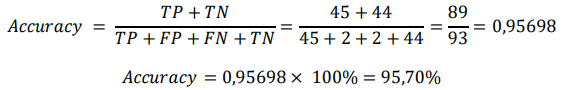 Accuracy = TP + TN / TP + FP + FN + TN = 45 + 44 / 45 + 2 + 2 + 44 = 89 / 93 = 0,95698
Accuracy = 0,95698 × 100% = 95,70%